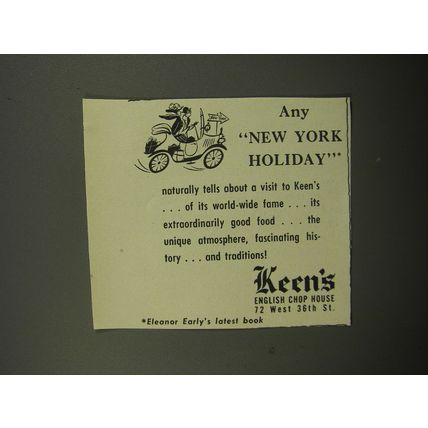 Any
"NEW YORK
HOLIDAY"*
naturally tells about a visit to Keen's
. . . of its world-wide fame . . . its
extraordinarily good food . . . the
unique atmosphere, fascinating his-
tory . . . and traditions!
Keen's
ENGLISH CHOP HOUSE
72 West 36th St.
*Eleanor Early's latest book